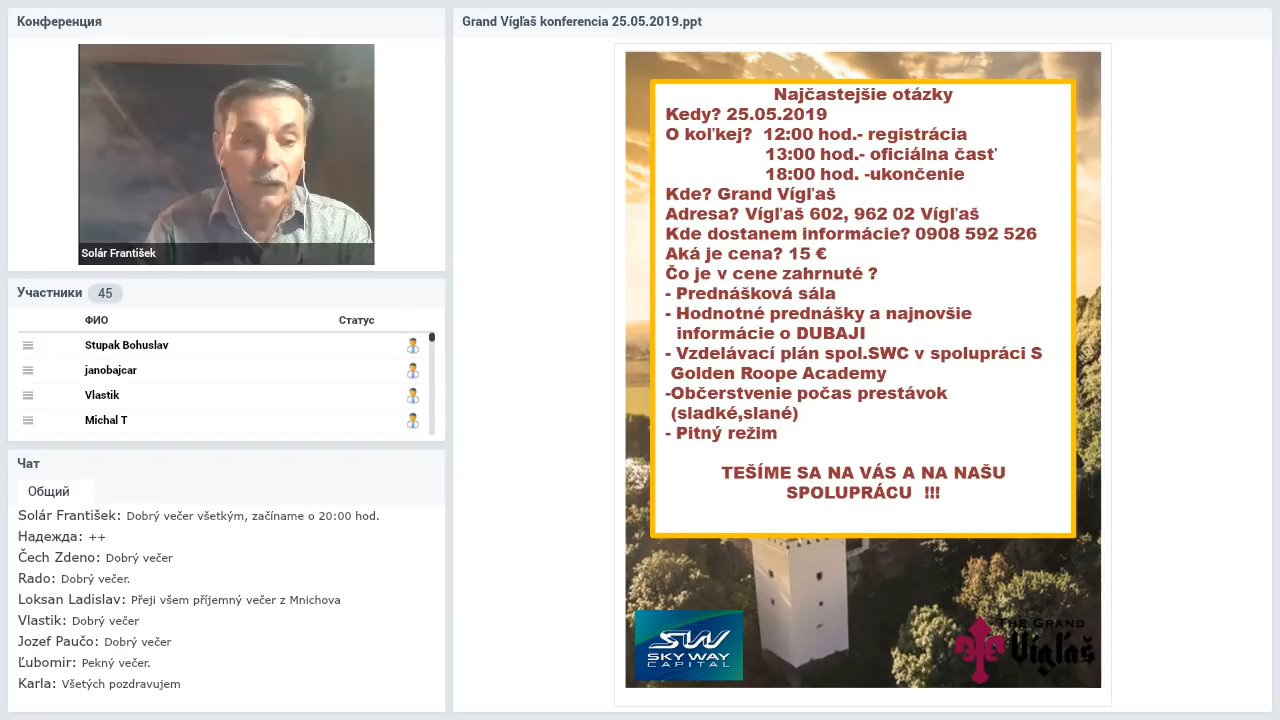 Конференция
Solár František
Участники 45
ФИО Статус
Stupak Bohuslav
janobajcar
Vlastik
Michal T
Чат
Общий
Solár František: Dobrý večer všetkým, začíname o 20:00 hod.
Надежда: ++
Čech Zdeno: Dobrý večer
Rado: Dobrý večer.
Loksan Ladislav: Přeji všem příjemný večer z Mnichova
Vlastik: Dobrý večer
Jozef Paučo: Dobrý večer
Ľubomir: Pekný večer.
Karla: Všetých pozdravujem
Grand Vígľaš konferencia 25.05.2019.ppt
Najčastejšie otázky
Kedy? 25.05.2019
O koľkej? 12:00 hod.- registrácia
13:00 hod.- oficiálna časť
18:00 hod. -ukončenie
Kde? Grand Vígľaš
Adresa? Vígľaš 602, 962 02 Vígľaš
Kde dostanem informácie? 0908 592 526
Aká je cena? 15 €
Čo je v cene zahrnuté ?
- Prednášková sála
- Hodnotné prednášky a najnovšie
informácie o DUBAJI
- Vzdelávací plán spol.SWC v spolupráci S
Golden Roope Academy
-Občerstvenie počas prestávok
(sladké,slané)
- Pitný režim
TEŠÍME SA NA VÁS A NA NAŠU
SPOLUPRÁCU !!!
SW
SKY WAY
CAPITAL
THE GRAND
Vígľaš